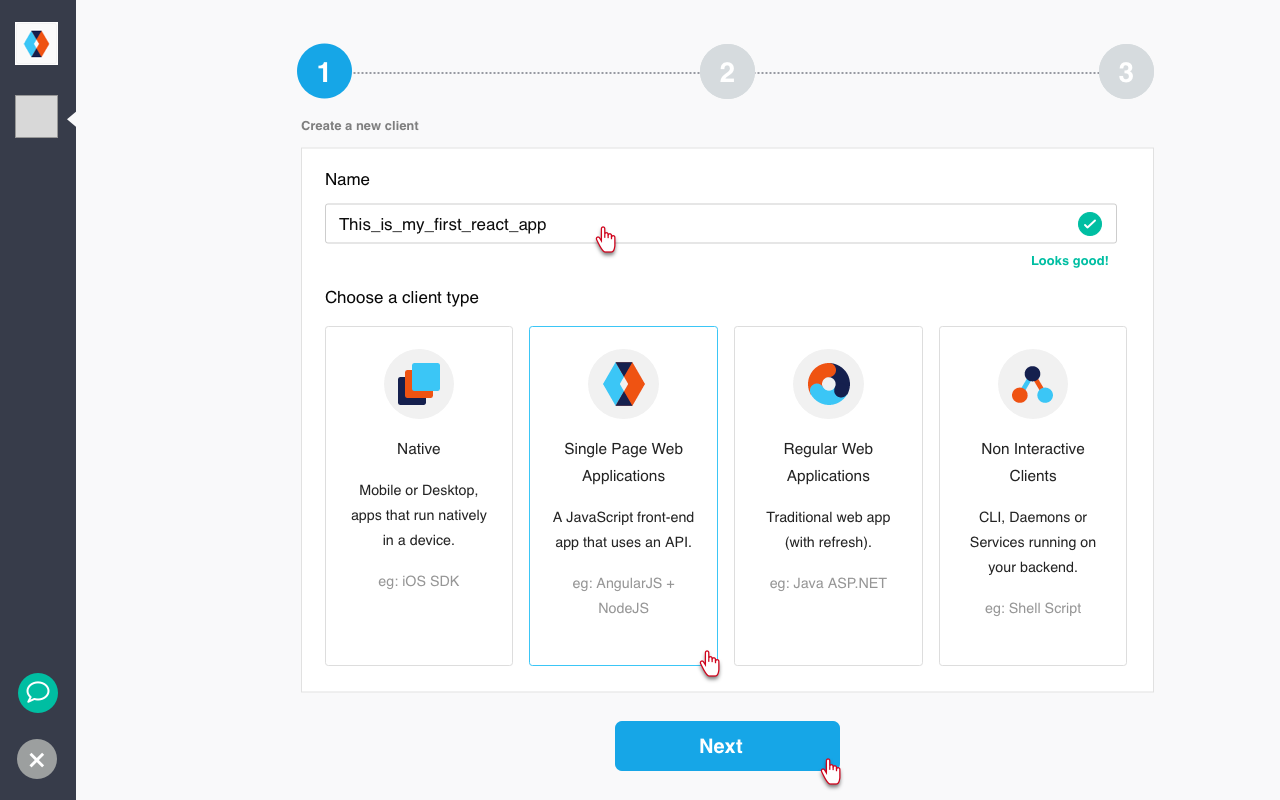 1
2
3
Create a new client
Name
This_is_my_first_react_app
Looks good!
Choose a client type
Native
Mobile or Desktop,
apps that run natively
in a device.
eg: iOS SDK
Single Page Web
Applications
A JavaScript front-end
app that uses an API.
eg: AngularJS +
NodeJS
Regular Web
Applications
Traditional web app
(with refresh).
eg: Java ASP.NET
Non Interactive
Clients
CLI, Daemons or
Services running on
your backend.
eg: Shell Script
Next